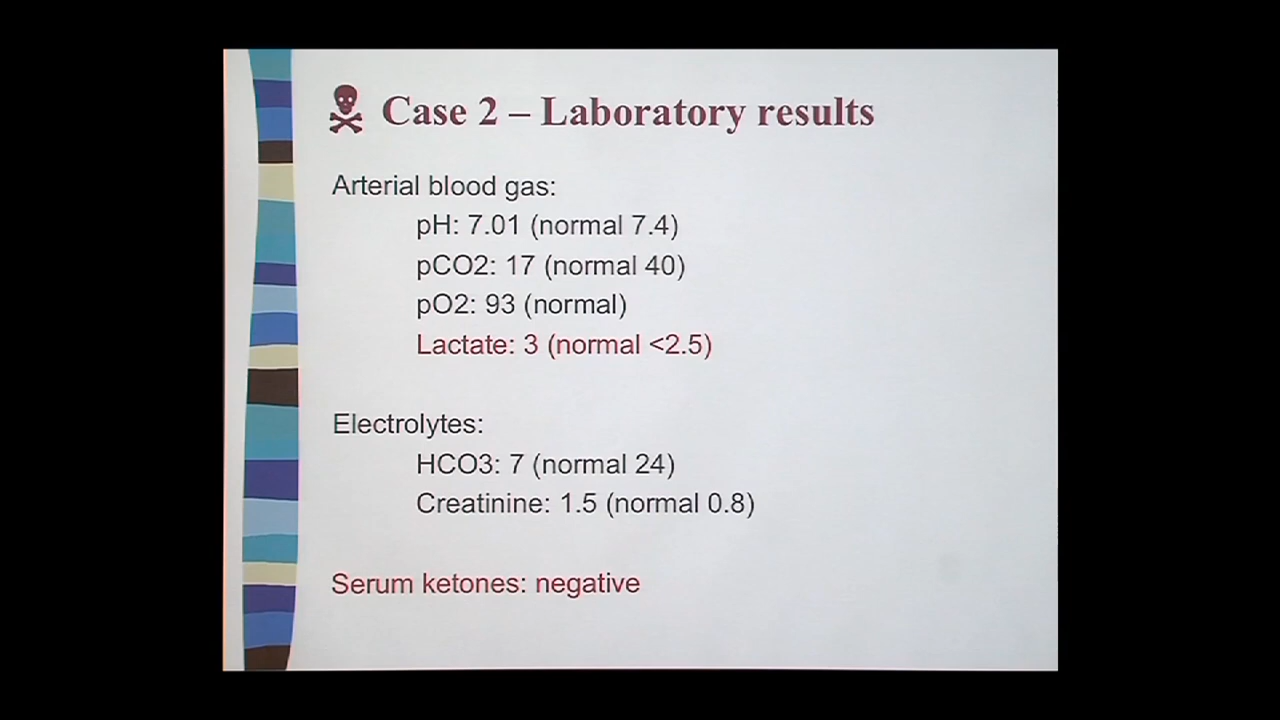 Case 2 – Laboratory results
Arterial blood gas:
pH: 7.01 (normal 7.4)
pCO2: 17 (normal 40)
pO2: 93 (normal)
Lactate: 3 (normal <2.5)
Electrolytes:
HCO3: 7 (normal 24)
Creatinine: 1.5 (normal 0.8)
Serum ketones: negative